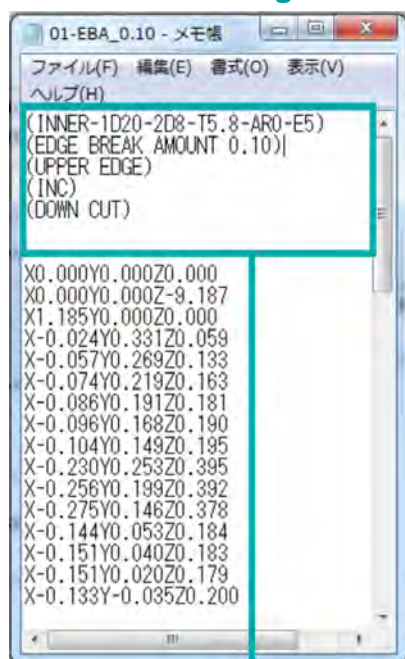 01-EBA_0.10 - メモ帳
ファイル(F) 編集(E) 書式(O) 表示(V)
ヘルプ(H)
(INNER-1D20-2D8-T5.8-AR0-E5)
(EDGE BREAK AMOUNT 0.10)
(UPPER EDGE)
(INC)
(DOWN CUT)
X0.000Y0.000Z0.000
X0.000Y0.000Z-9.187
X1.185Y0.000Z0.000
X-0.024Y0.331Z0.059
X-0.057Y0.269Z0.133
X-0.074Y0.219Z0.163
X-0.086Y0.191Z0.181
X-0.096Y0.168Z0.190
X-0.104Y0.149Z0.195
X-0.230Y0.253Z0.395
X-0.256Y0.199Z0.392
X-0.275Y0.146Z0.378
X-0.144Y0.053Z0.184
X-0.151Y0.040Z0.183
X-0.151Y0.020Z0.179
X-0.133Y-0.035Z0.200